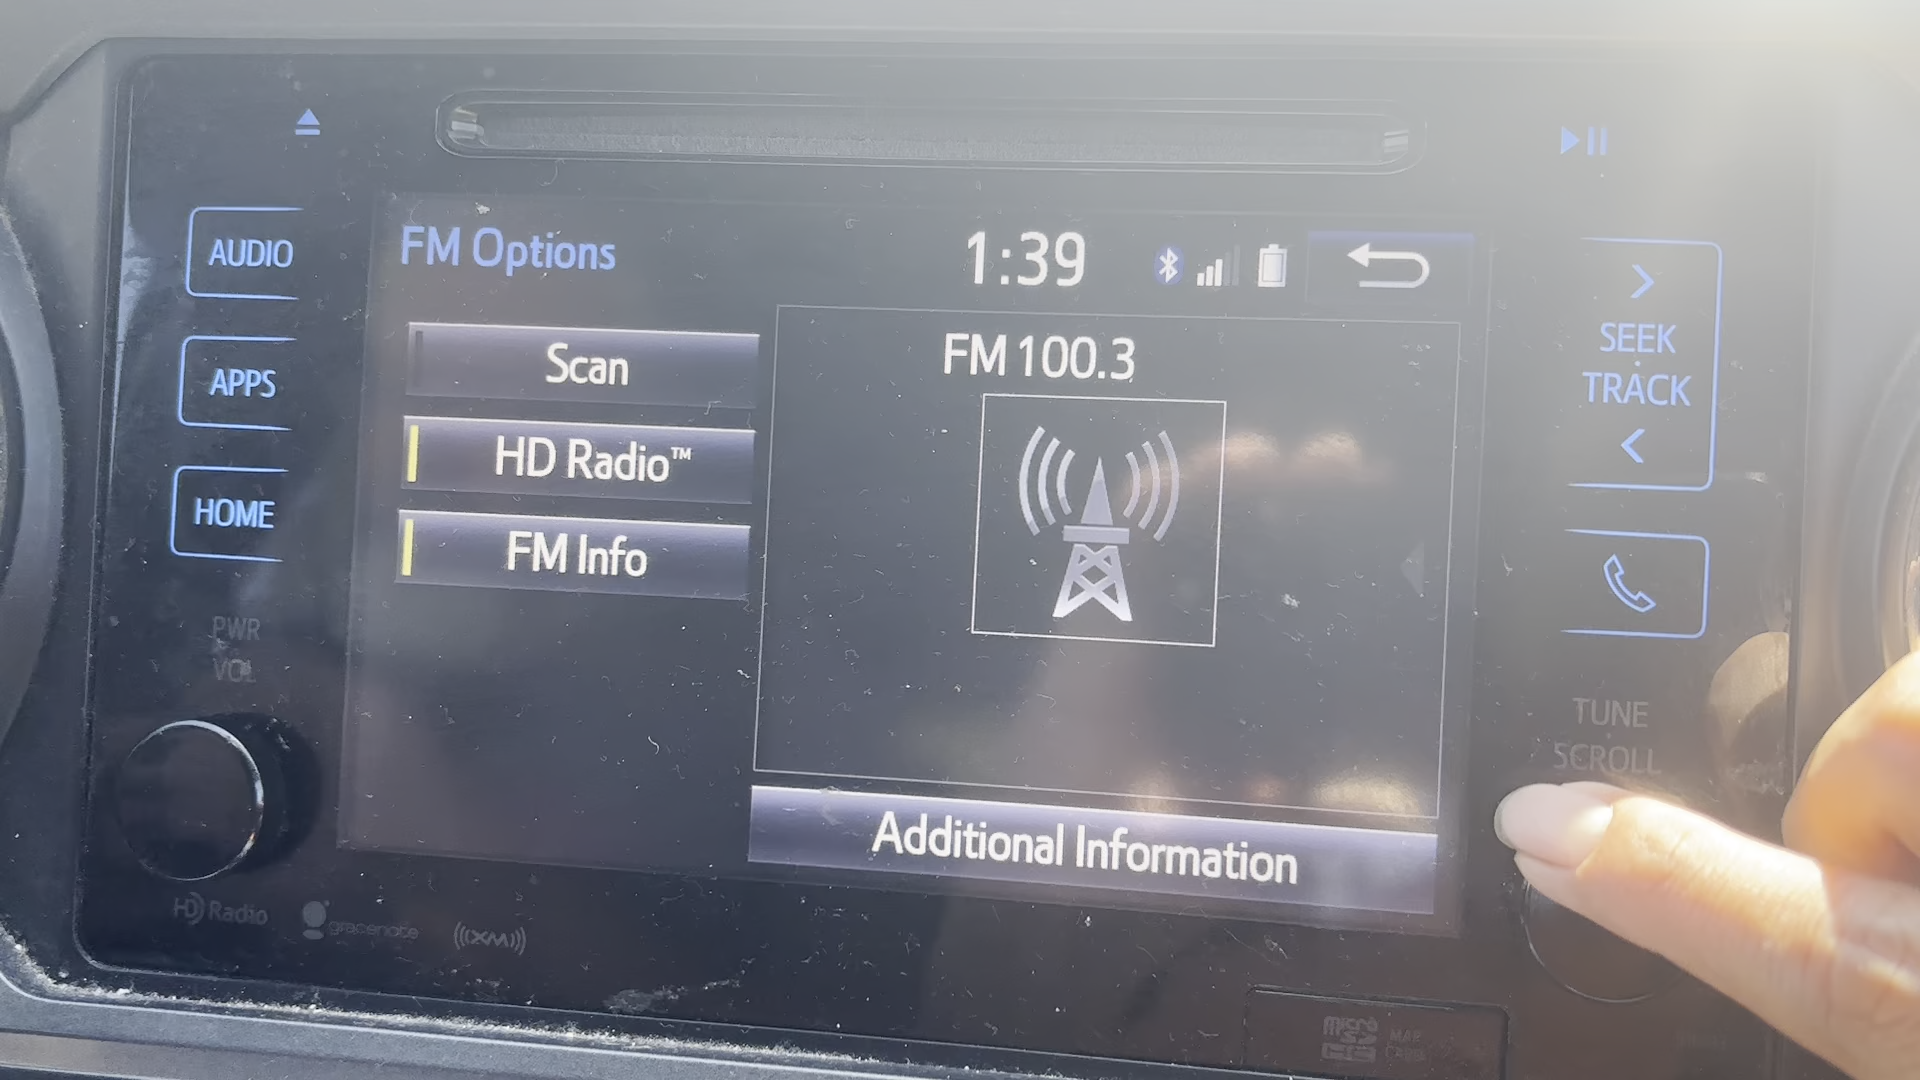 AUDIO
APPS
HOME
PWR
VOL
FM Options
1:39
Scan
HD Radio™
FM Info
FM 100.3
Additional Information
SEEK
TRACK
TUNE
SCROLL
HD Radio
gracenote
((XM))
micro
MAP